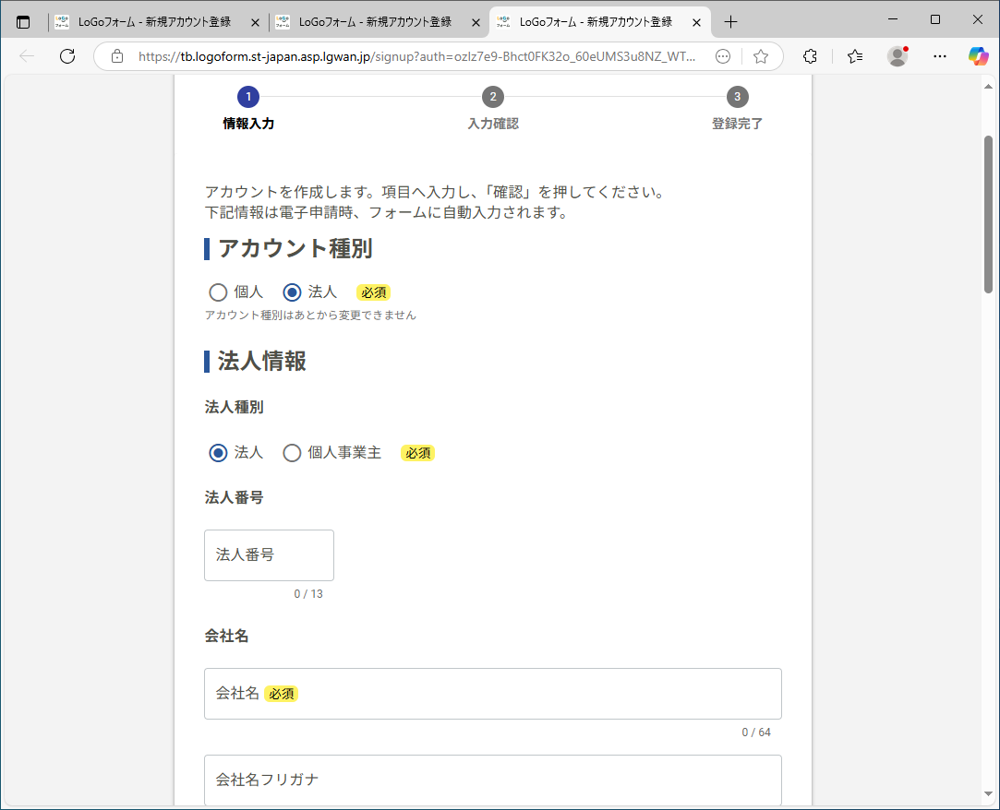 LoGoフォーム - 新規アカウント登録
LoGoフォーム - 新規アカウント登録
LoGoフォーム - 新規アカウント登録
https://tb.logoform.st-japan.asp.lgwan.jp/signup?auth=ozIz7e9-Bhct0FK32o_60eUMS3u8NZ_WT...
1 2 3
情報入力 入力確認 登録完了
アカウントを作成します。項目へ入力し、「確認」を押してください。
下記情報は電子申請時、フォームに自動入力されます。
アカウント種別
個人 法人 必須
アカウント種別はあとから変更できません
法人情報
法人種別
法人 個人事業主 必須
法人番号
法人番号
0 / 13
会社名
会社名 必須
0 / 64
会社名フリガナ